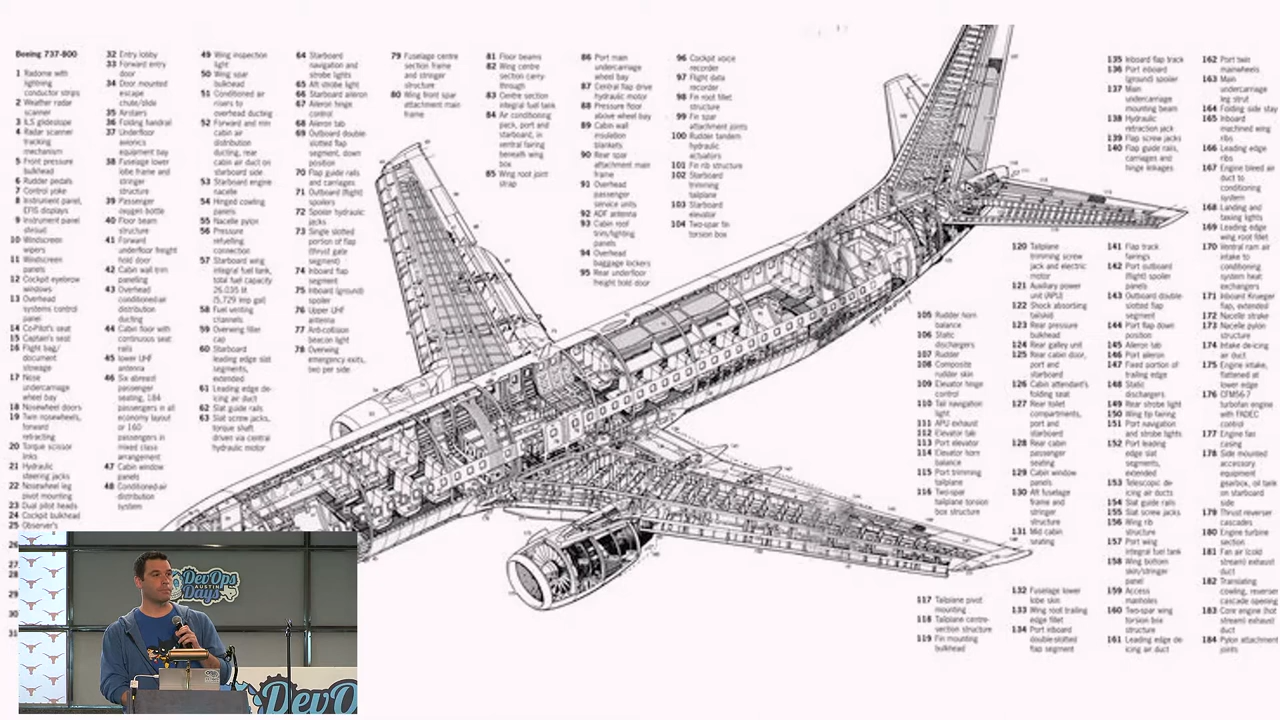 Boeing 737-800
1 Radome with
lightning
conductor strips
2 Weather radar
scanner
3 ILS glideslope
4 Radar scanner
tracking
mechanism
5 Front pressure
bulkhead
6 Rudder pedals
7 Control yoke
8 Instrument panel,
EFIS displays
9 Instrument panel
shroud
10 Windscreen
wipers
11 Windscreen
panels
12 Cockpit eyebrow
windows
13 Overhead
systems control
panel
14 Co-Pilot's seat
15 Captain's seat
16 Flight bag/
document
stowage
17 Nose
undercarriage
wheel bay
18 Nosewheel doors
19 Twin nosewheels,
forward
retracting
20 Torque scissor
links
21 Hydraulic
steering jacks
22 Nosewheel leg
pivot mounting
23 Dual pilot heads
24 Cockpit bulkhead
25 Observer's
32 Entry lobby
33 Forward entry
door
34 Door mounted
escape
chute/slide
35 Airstairs
36 Folding handrail
37 Underfloor
avionics
equipment bay
38 Fuselage lower
lobe frame and
stringer
structure
39 Passenger
oxygen bottle
40 Floor beam
structure
41 Forward
underfloor freight
hold door
42 Cabin wall trim
panelling
43 Overhead
conditioned-air
distribution
ducting
44 Cabin floor with
continuous seat
rails
45 lower UHF
antenna
46 Six abreast
passenger
seating, 184
passengers in all
economy layout
or 160
passengers in
mixed class
arrangement
47 Cabin window
panels
48 Conditioned-air
distribution
system
49 Wing inspection
light
50 Wing spar
bulkhead
51 Conditioned air
risers to
overhead ducting
52 Forward and mid
cabin air
distribution
ducting, rear
cabin air duct on
starboard side
53 Starboard engine
nacelle
54 Hinged cowling
panels
55 Nacelle pylon
56 Pressure
refuelling
connection
57 Starboard wing
integral fuel tank,
total fuel capacity
26,035 lit
(5,729 Imp gal)
58 Fuel venting
channels
59 Overwing filler
cap
60 Starboard
leading edge slat
segments,
extended
61 Leading edge de-
icing air duct
62 Slat guide rails
63 Slat screw jacks,
torque shaft
driven via central
hydraulic motor
64 Starboard
navigation and
strobe lights
65 Aft strobe light
66 Starboard aileron
67 Aileron hinge
control
68 Aileron tab
69 Outboard double
slotted flap
segment, down
position
70 Flap guide rails
and carriages
71 Outboard (flight)
spoilers
72 Spoiler hydraulic
jacks
73 Single slotted
portion of flap
(thrust gate
segment)
74 Inboard flap
segment
75 Inboard (ground)
spoiler
76 Upper UHF
antenna
77 Anti-collision
beacon light
78 Overwing
emergency exits,
two per side
79 Fuselage centre
section frame
and stringer
structure
80 Wing front spar
attachment main
frame
81 Floor beams
82 Wing centre
section carry-
through
83 Centre section
integral fuel tank
84 Air conditioning
pack, port and
starboard, in
ventral fairing
beneath wing
box
85 Wing root joint
strap
86 Port main
undercarriage
wheel bay
87 Central flap drive
hydraulic motor
88 Pressure floor
above wheel bay
89 Cabin wall
insulation
blankets
90 Rear spar
attachment main
frame
91 Overhead
passenger
service units
92 ADF antenna
93 Cabin roof
trim/lighting
panels
94 Overhead
baggage lockers
95 Rear underfloor
freight hold door
96 Cockpit voice
recorder
97 Flight data
recorder
98 Fin root fillet
structure
99 Fin spar
attachment joints
100 Rudder tandem
hydraulic
actuators
101 Fin rib structure
102 Starboard
trimming
tailplane
103 Starboard
elevator
104 Two-spar fin
torsion box
105 Rudder horn
balance
106 Static
dischargers
107 Rudder
108 Composite
rudder skin
109 Elevator hinge
control
110 Tail navigation
light
111 APU exhaust
112 Elevator tab
113 Port elevator
114 Elevator horn
balance
115 Port trimming
tailplane
116 Two-spar
tailplane torsion
box structure
117 Tailplane pivot
mounting
118 Tailplane centre-
section structure
119 Fin mounting
bulkhead
120 Tailplane
trimming screw
jack and electric
motor
121 Auxiliary power
unit (APU)
122 Shock absorbing
tailskid
123 Rear pressure
bulkhead
124 Rear galley unit
125 Rear cabin door,
port and
starboard
126 Cabin attendant's
folding seat
127 Rear toilet
compartments,
port and
starboard
128 Rear cabin
passenger
seating
129 Cabin window
panels
130 Aft fuselage
frame and
stringer
structure
131 Mid cabin
seating
132 Fuselage lower
lobe skin
133 Wing root trailing
edge fillet
134 Port inboard
double-slotted
flap segment
135 Inboard flap track
136 Port inboard
(ground) spoiler
137 Main
undercarriage
mounting beam
138 Hydraulic
retraction jack
139 Flap screw jacks
140 Flap guide rails,
carriages and
hinge linkages
141 Flap track
fairings
142 Port outboard
(flight) spoiler
panels
143 Outboard double-
slotted flap
segment
144 Port flap down
position
145 Aileron tab
146 Port aileron
147 Fixed portion of
trailing edge
148 Static
dischargers
149 Rear strobe light
150 Wing tip fairing
151 Port navigation
and strobe lights
152 Port leading
edge slat
segments,
extended
153 Telescopic de-
icing air ducts
154 Slat guide rails
155 Slat screw jacks
156 Wing rib
structure
157 Port wing
integral fuel tank
158 Wing bottom
skin/stringer
panel
159 Access
manholes
160 Two-spar wing
torsion box
structure
161 Leading edge de-
icing air duct
162 Port twin
mainwheels
163 Main
undercarriage
leg strut
164 Folding side stay
165 Inboard
machined wing
ribs
166 Leading edge
ribs
167 Engine bleed air
duct to
conditioning
system
168 Landing and
taxiing lights
169 Leading edge
wing root fillet
170 Ventral ram air
intake to
conditioning
system heat
exchangers
171 Inboard Krueger
flap, extended
172 Nacelle strake
173 Nacelle pylon
structure
174 Intake de-icing
air duct
175 Engine intake,
flattened at
lower edge
176 CFM56-7
turbofan engine
with FADEC
control
177 Engine fan
casing
178 Side mounted
accessory
equipment
gearbox, oil tank
on starboard
side
179 Thrust reverser
cascades
180 Engine turbine
section
181 Fan air (cold
stream) exhaust
duct
182 Translating
cowling, reverser
cascade opening
183 Core engine (hot
stream) exhaust
duct
184 Pylon attachment
joints
DevOps
AUSTIN
Days
DevO